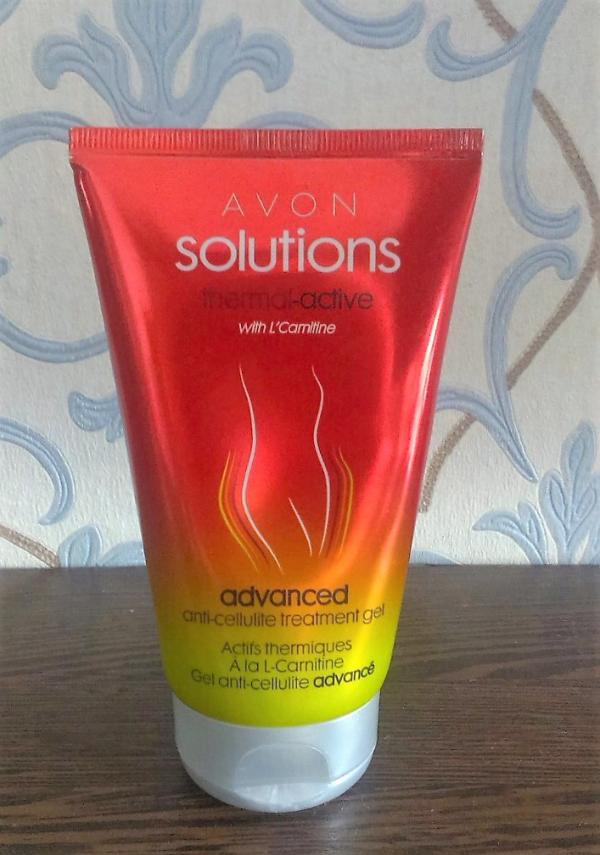 AVON
solutions
thermal-active
with L'Carnitine
advanced
anti-cellulite treatment gel
Actifs thermiques
À la L-Carnitine
Gel anti-cellulite advancé